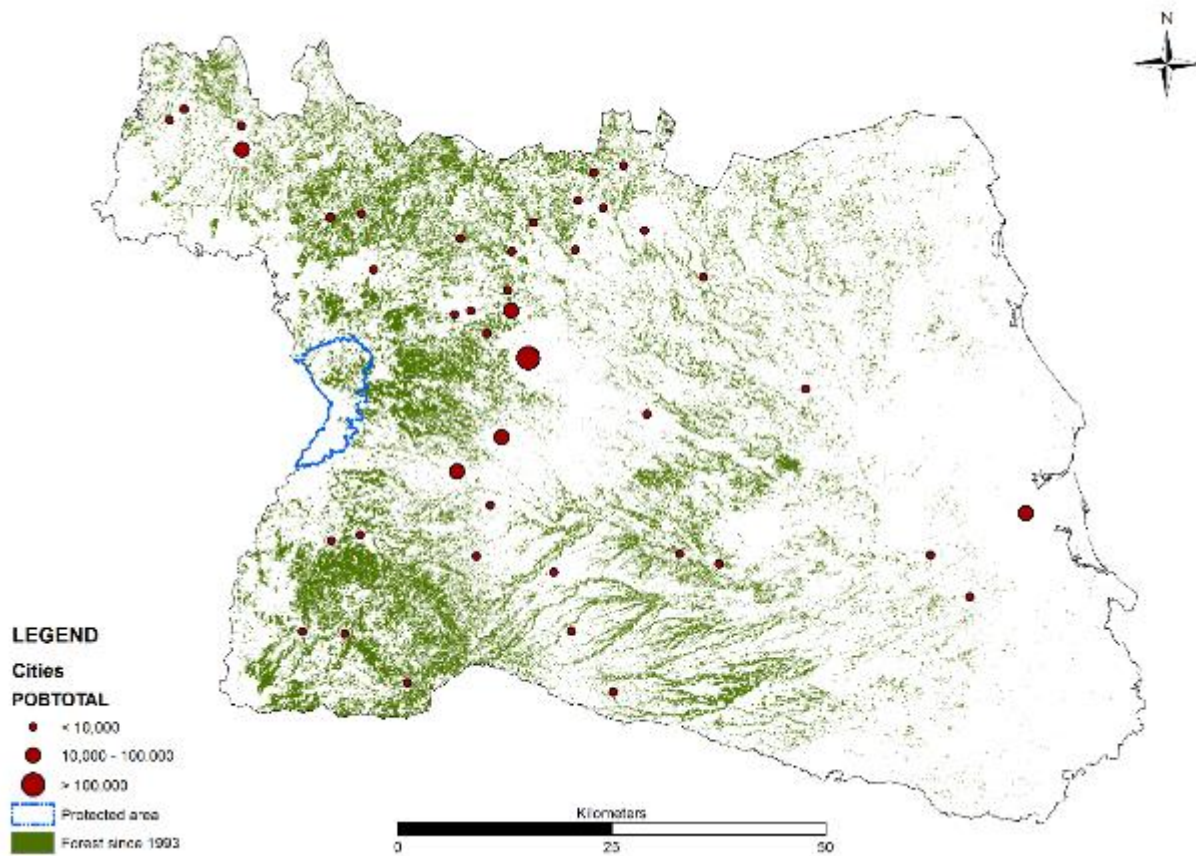 N
LEGEND
Cities
POBTOTAL
< 10,000
10,000 - 100.000
> 100,000
Protected area
Forest since 1993
Kilometers
0 25 50